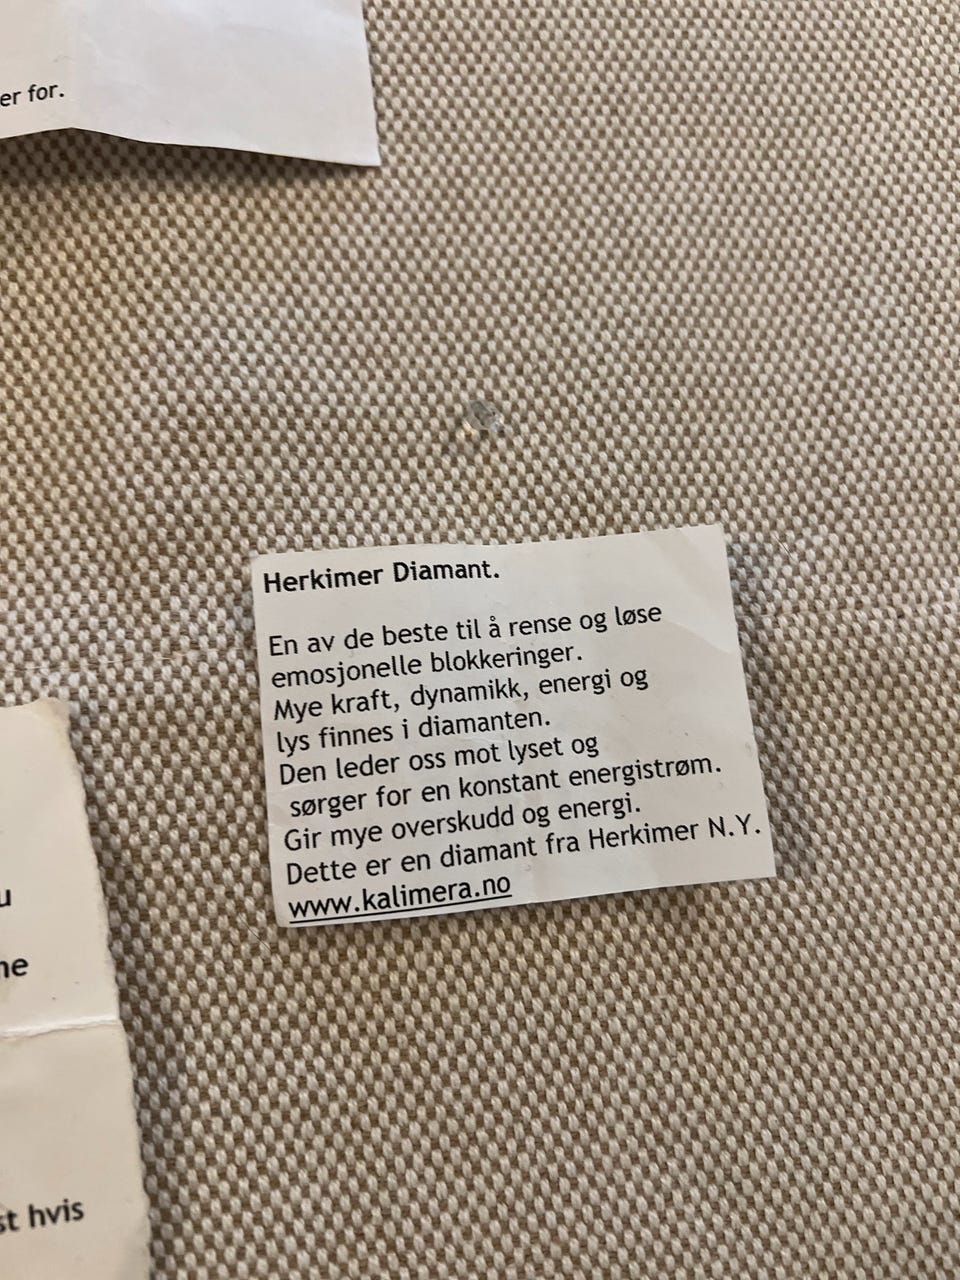 er for.
Herkimer Diamant.
En av de beste til å rense og løse
emosjonelle blokkeringer.
Mye kraft, dynamikk, energi og
lys finnes i diamanten.
Den leder oss mot lyset og
sørger for en konstant energistrøm.
Gir mye overskudd og energi.
Dette er en diamant fra Herkimer N.Y.
www.kalimera.no
hvis